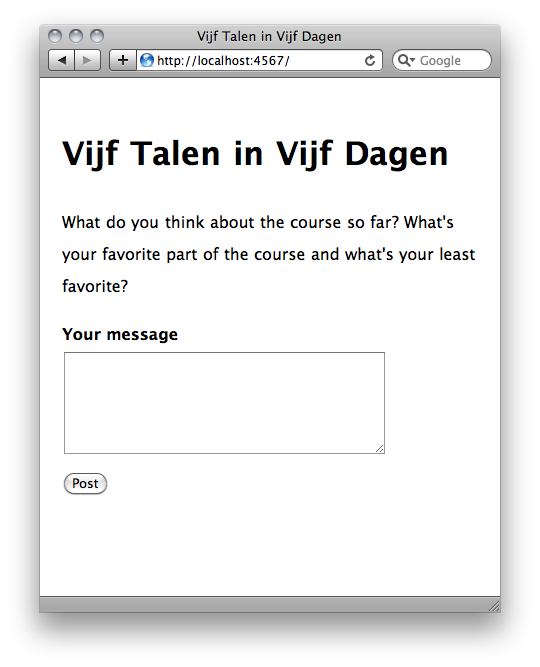 Vijf Talen in Vijf Dagen
http://localhost:4567/
Google
Vijf Talen in Vijf Dagen
What do you think about the course so far? What's
your favorite part of the course and what's your least
favorite?
Your message
Post